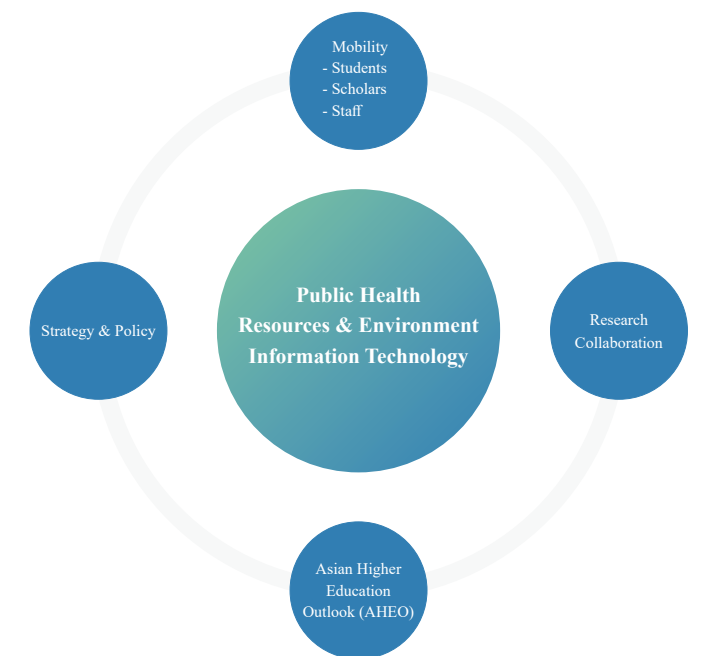 Mobility
- Students
- Scholars
- Staff
Strategy & Policy
Public Health
Resources & Environment
Information Technology
Research
Collaboration
Asian Higher
Education
Outlook (AHEO)